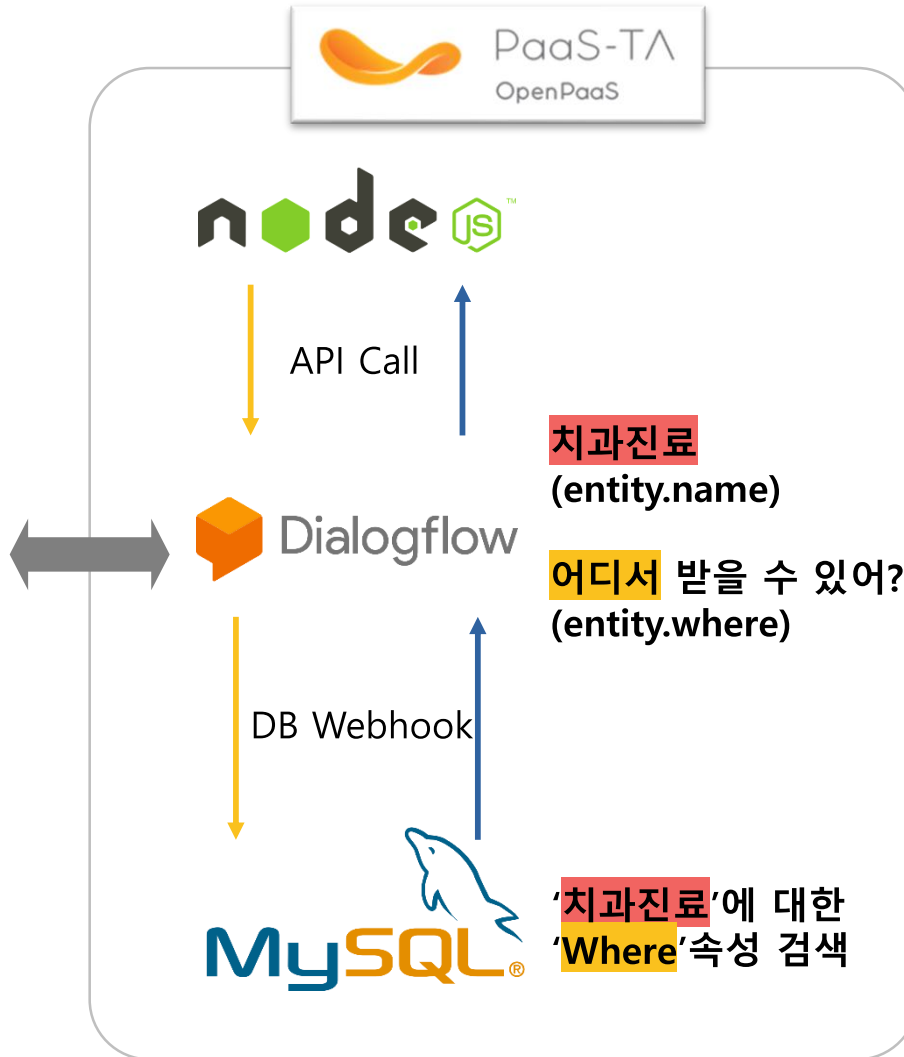 PaaS-TA
OpenPaaS
node JS™
API Call
치과진료
(entity.name)
Dialogflow
어디서 받을 수 있어?
(entity.where)
DB Webhook
‘치과진료’에 대한
‘Where’속성 검색
MySQL®